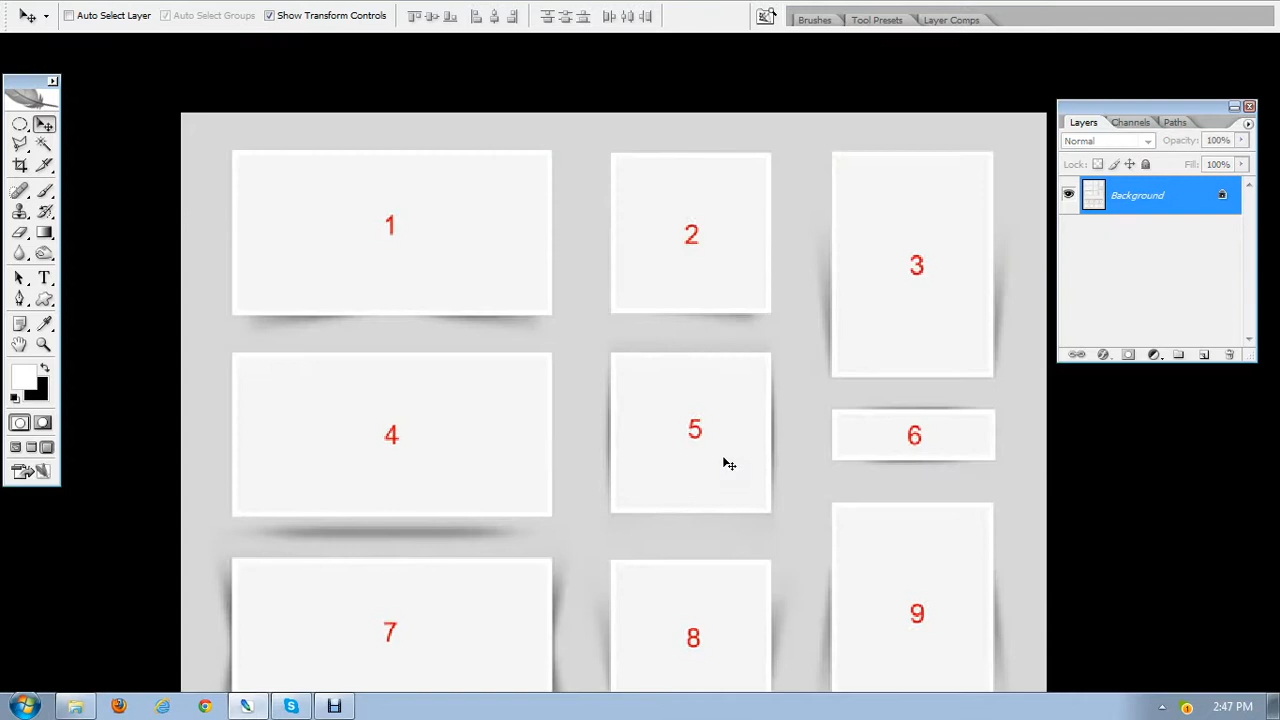 Auto Select Layer Auto Select Groups Show Transform Controls Brushes Tool Presets Layer Comps
Layers Channels Paths
Normal Opacity: 100%
Lock: Fill: 100%
Background
1 2 3
4 5 6
7 8 9
T
1
2:47 PM